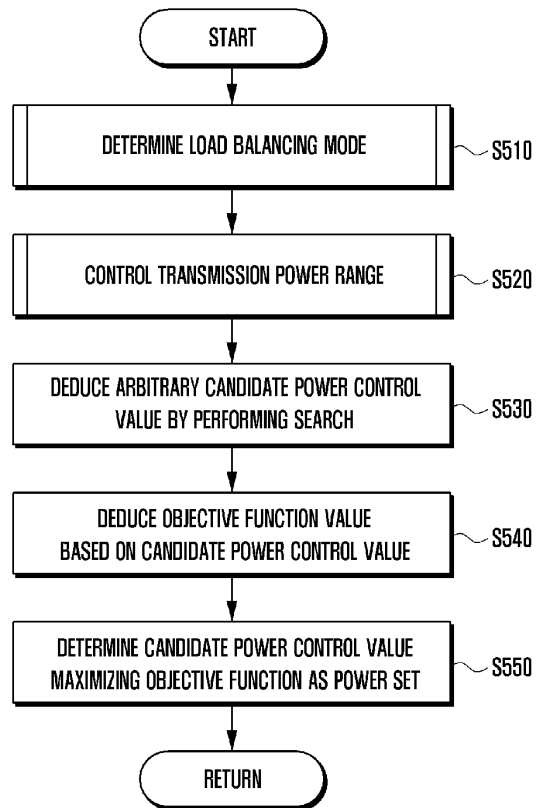 START
DETERMINE LOAD BALANCING MODE
S510
CONTROL TRANSMISSION POWER RANGE
S520
DEDUCE ARBITRARY CANDIDATE POWER CONTROL
VALUE BY PERFORMING SEARCH
S530
DEDUCE OBJECTIVE FUNCTION VALUE
BASED ON CANDIDATE POWER CONTROL VALUE
S540
DETERMINE CANDIDATE POWER CONTROL VALUE
MAXIMIZING OBJECTIVE FUNCTION AS POWER SET
S550
RETURN